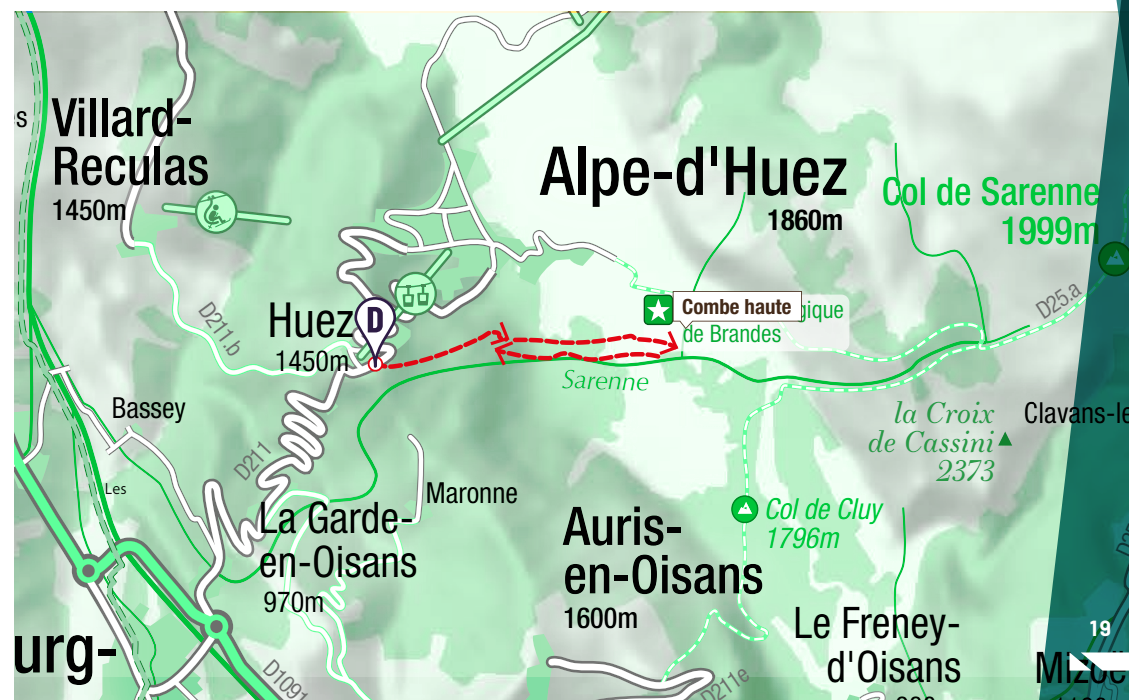 s
Villard-
Reculas
1450m
Alpe-d'Huez
1860m
Col de Sarenne
1999m
D25.a
D211.b
Huez
1450m
D
Combe haute
gique
de Brandes
Sarenne
Bassey
la Croix
de Cassini
2373
Clavans-le
D211
Les
Maronne
La Garde-
en-Oisans
970m
Auris-
en-Oisans
1600m
Col de Cluy
1796m
Le Freney-
d'Oisans
urg-
D1091
D211e
19